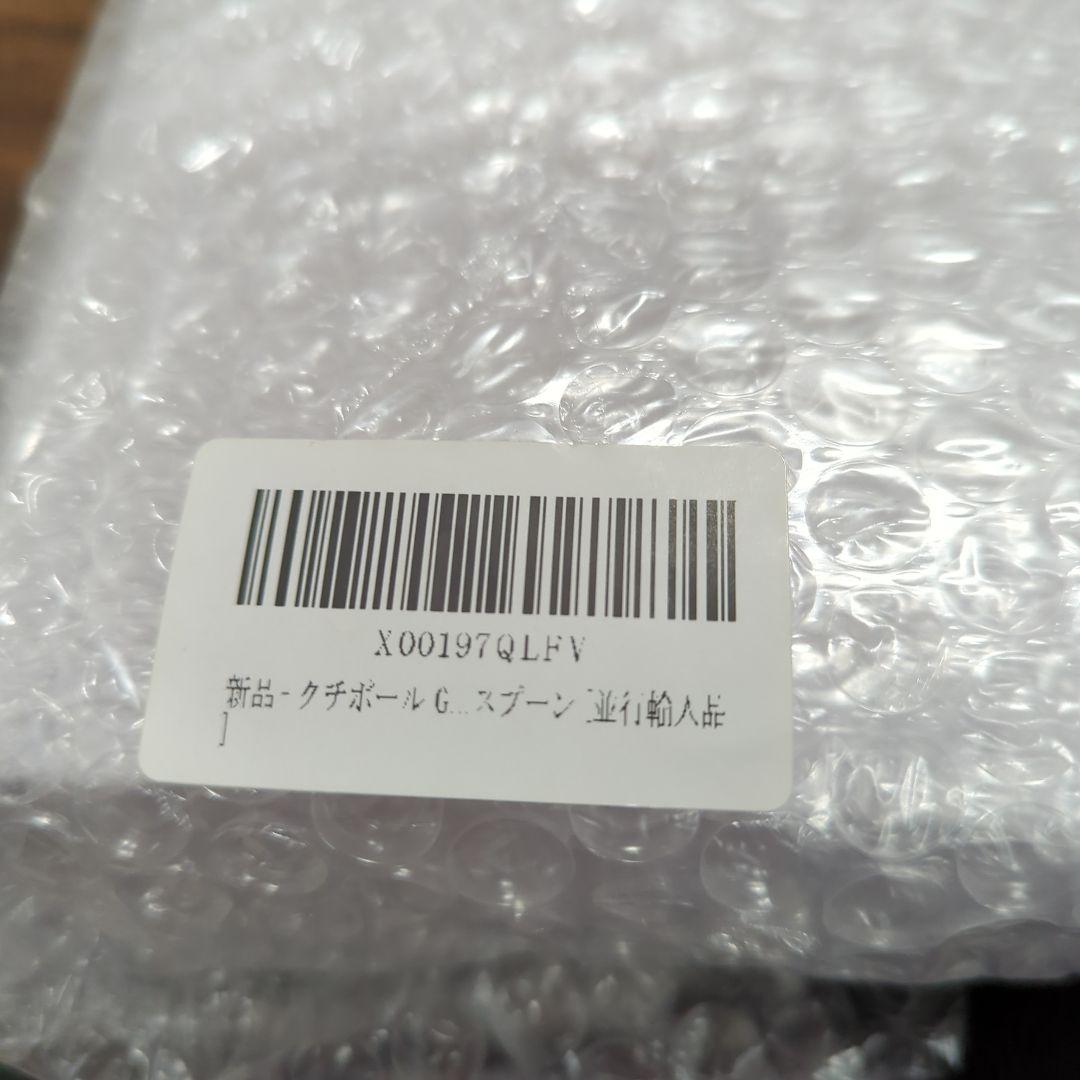 X00197QLFV
新品 - クチポール G...スプーン [並行輸入品
]